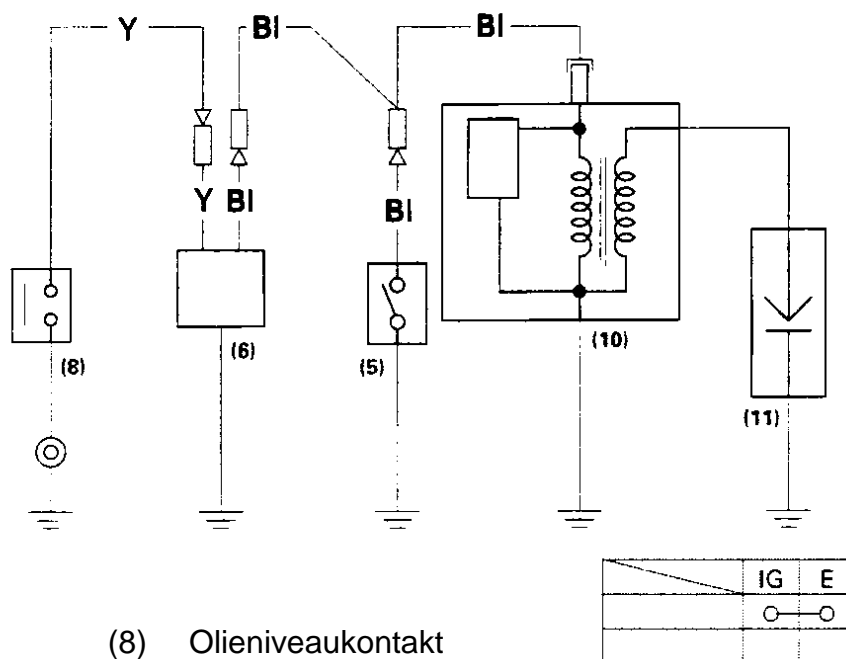 Y Bl Bl
Y Bl
Bl
(8) (6) (5) (10)
(11)
IG E
(8) Olieniveaukontakt